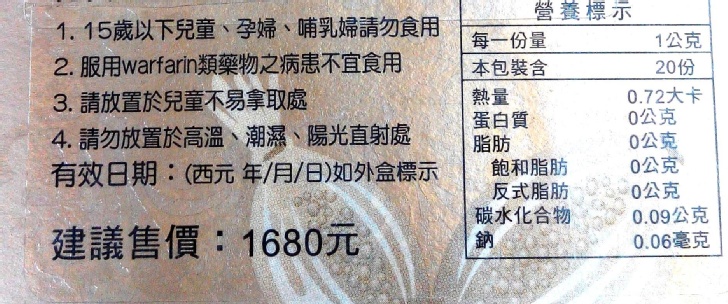 1. 15歲以下兒童、孕婦、哺乳婦請勿食用
2. 服用warfarin類藥物之病患不宜食用
3. 請放置於兒童不易拿取處
4. 請勿放置於高溫、潮濕、陽光直射處
有效日期：(西元 年/月/日)如外盒標示
建議售價：1680元
營養標示
每一份量 1公克
本包裝含 20份
熱量 0.72大卡
蛋白質 0公克
脂肪 0公克
飽和脂肪 0公克
反式脂肪 0公克
碳水化合物 0.09公克
鈉 0.06毫克